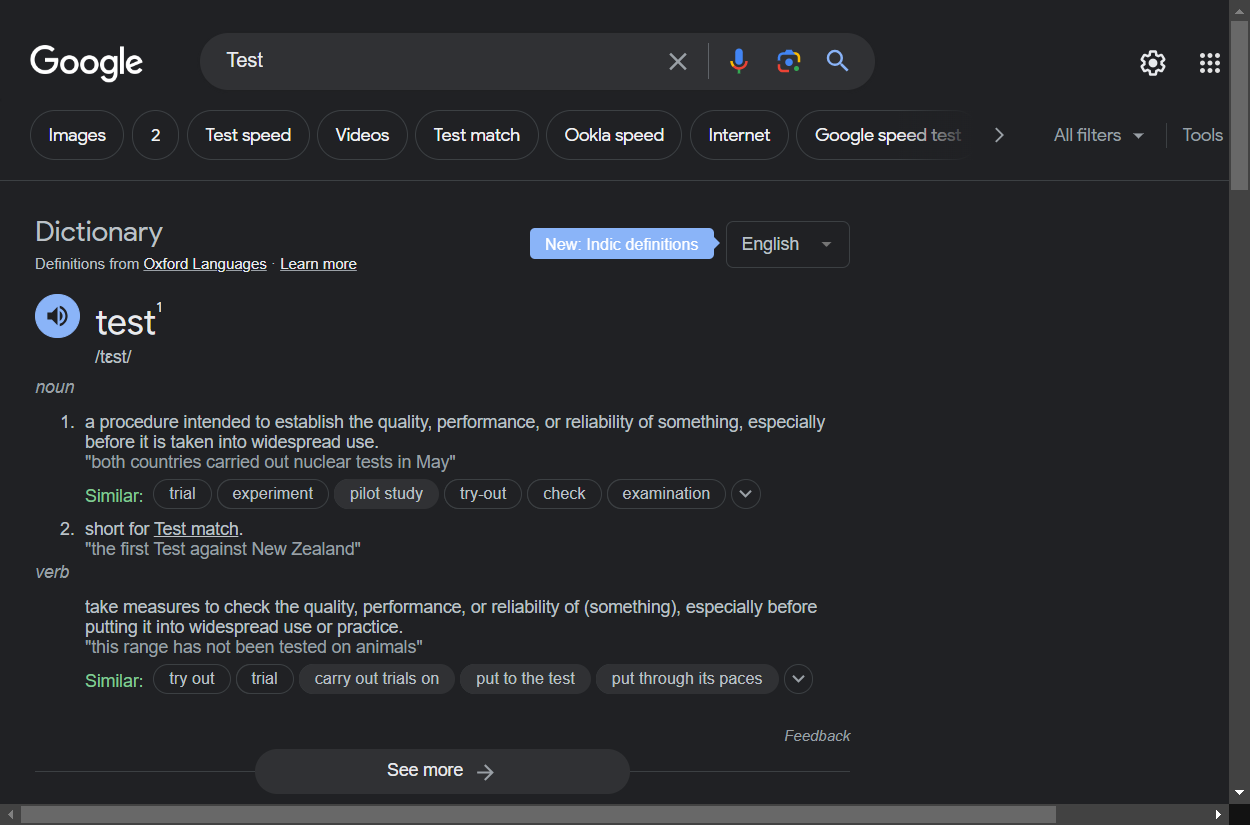 Google
Test
Images
2
Test speed
Videos
Test match
Ookla speed
Internet
Google speed test
All filters
Tools
Dictionary
Definitions from Oxford Languages · Learn more
New: Indic definitions
English
test1
/tɛst/
noun
1. a procedure intended to establish the quality, performance, or reliability of something, especially
before it is taken into widespread use.
"both countries carried out nuclear tests in May"
Similar: trial experiment pilot study try-out check examination
2. short for Test match.
"the first Test against New Zealand"
verb
take measures to check the quality, performance, or reliability of (something), especially before
putting it into widespread use or practice.
"this range has not been tested on animals"
Similar: try out trial carry out trials on put to the test put through its paces
Feedback
See more